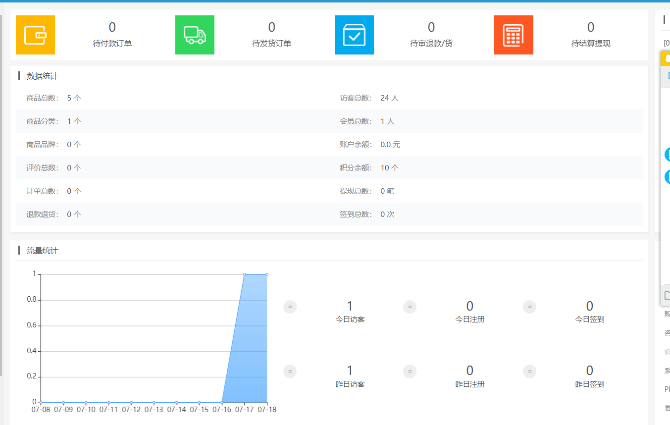 0 0 0 0
待付款订单 待发货订单 待审退款/货 待结算提现
数据统计
商品总数: 5 个 访客总数: 24 人
商品分类: 1 个 会员总数: 1 人
商品品牌: 0 个 账户余额: 0.0 元
评价总数: 0 个 积分余额: 10 个
订单总数: 0 个 提现总数: 0 笔
退款退货: 0 个 签到总数: 0 次
流量统计
1
0.8
0.6
0.4
0.2
0
07-08 07-09 07-10 07-11 07-12 07-13 07-14 07-15 07-16 07-17 07-18
1 0 0
今日访客 今日注册 今日签到
1 0 0
昨日访客 昨日注册 昨日签到